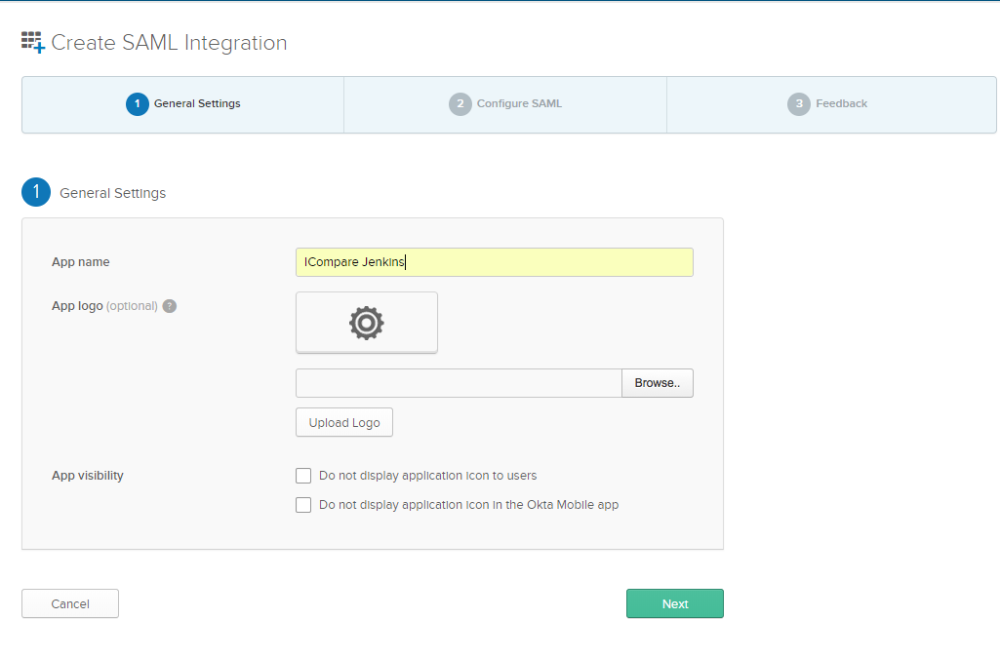 Create SAML Integration
1 General Settings
2 Configure SAML
3 Feedback
1 General Settings
App name
ICompare Jenkins
App logo (optional) ?
Browse..
Upload Logo
App visibility
Do not display application icon to users
Do not display application icon in the Okta Mobile app
Cancel
Next